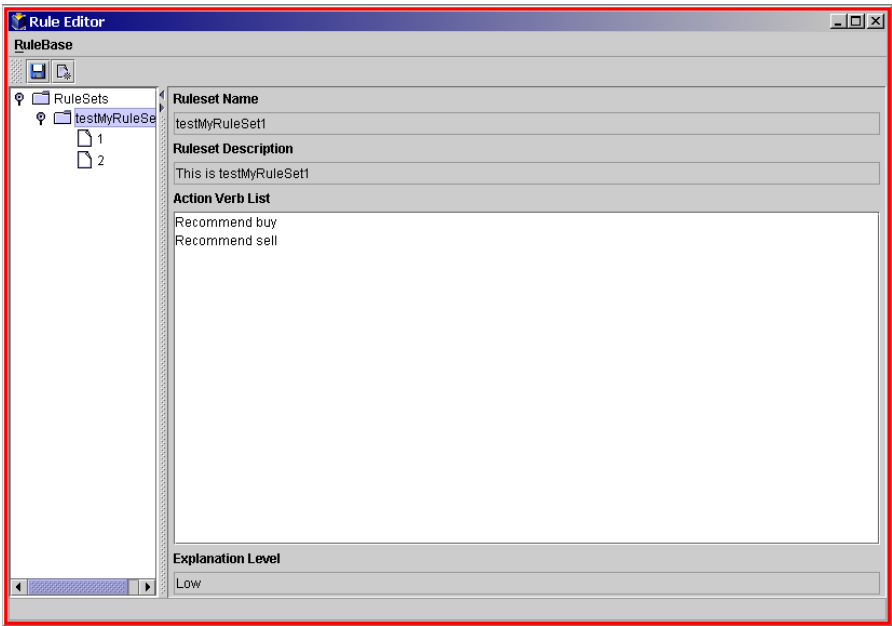 Rule Editor
RuleBase
RuleSets
testMyRuleSe
1
2
Ruleset Name
testMyRuleSet1
Ruleset Description
This is testMyRuleSet1
Action Verb List
Recommend buy
Recommend sell
Explanation Level
Low